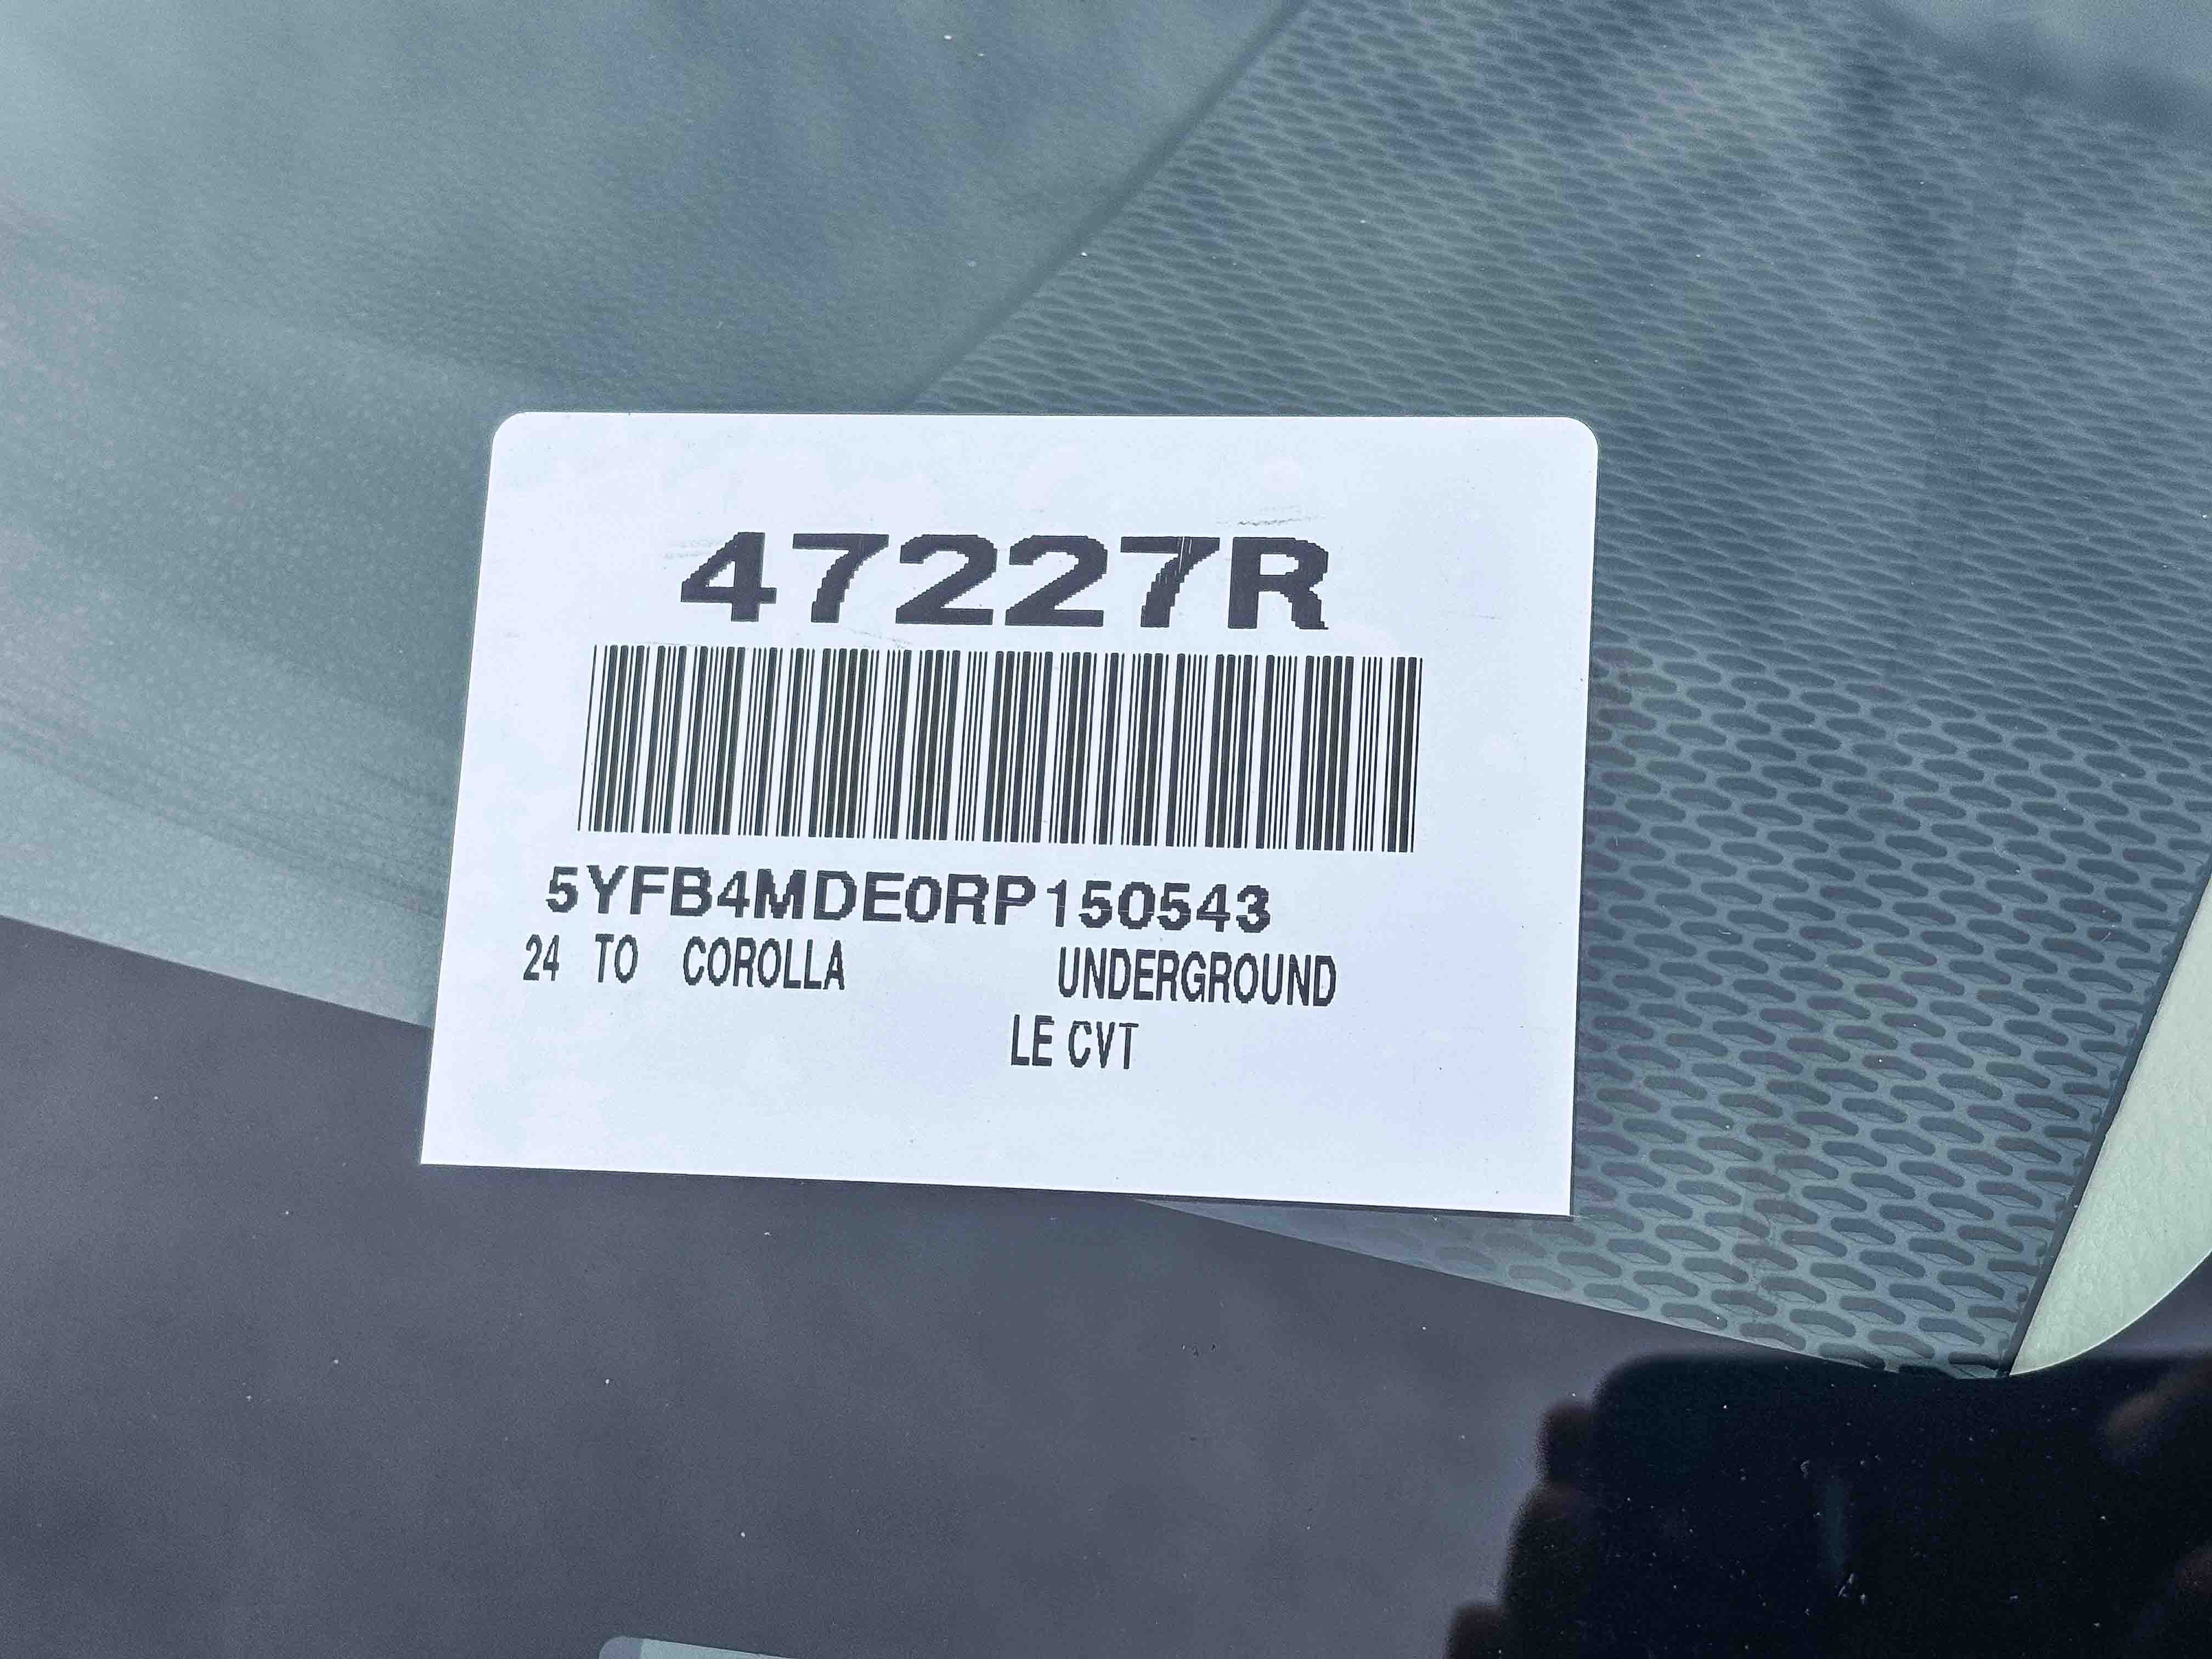 47227R
5YFB4MDE0RP150543
24 TO COROLLA UNDERGROUND
LE CVT